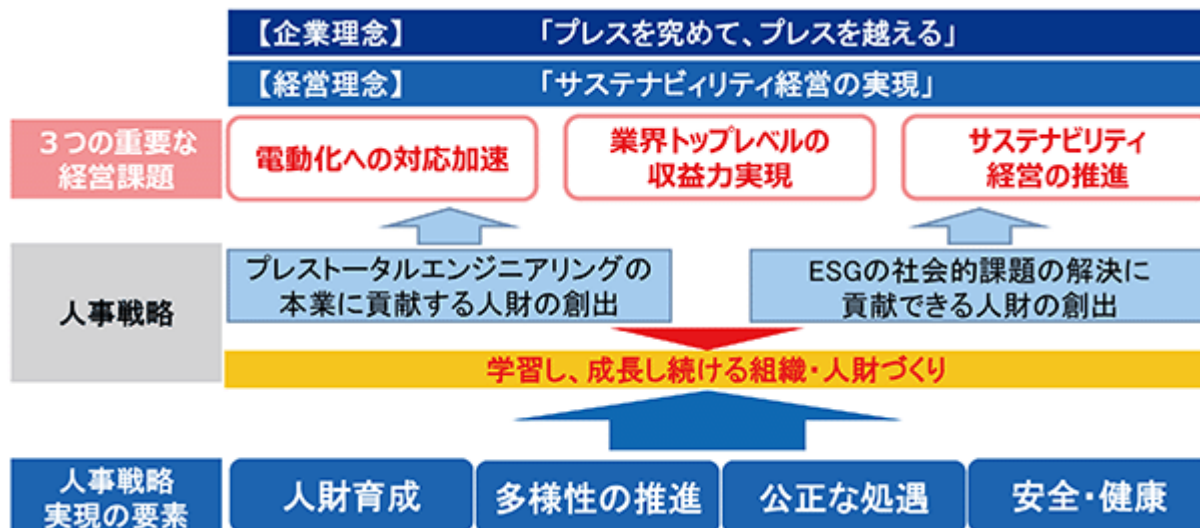 【企業理念】 「プレスを究めて、プレスを越える」
【経営理念】 「サステナビィリティ経営の実現」
３つの重要な
経営課題
電動化への対応加速
業界トップレベルの
収益力実現
サステナビリティ
経営の推進
人事戦略
プレストータルエンジニアリングの
本業に貢献する人財の創出
ESGの社会的課題の解決に
貢献できる人財の創出
学習し、成長し続ける組織・人財づくり
人事戦略
実現の要素
人財育成
多様性の推進
公正な処遇
安全・健康